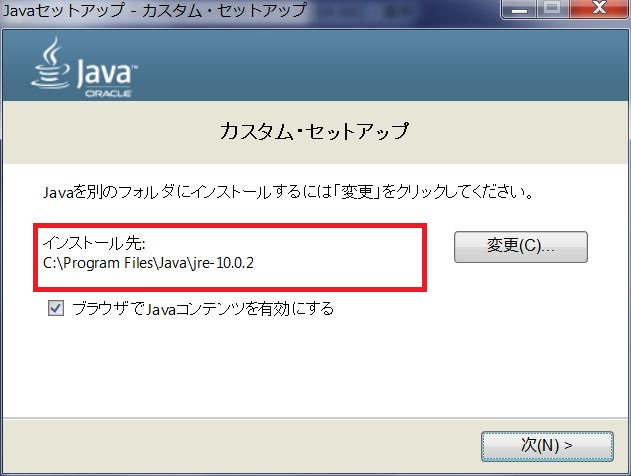 Javaセットアップ - カスタム・セットアップ
Java™
ORACLE
カスタム・セットアップ
Javaを別のフォルダにインストールするには「変更」をクリックしてください。
インストール先:
C:\Program Files\Java\jre-10.0.2
変更(C)...
ブラウザでJavaコンテンツを有効にする
次(N) >